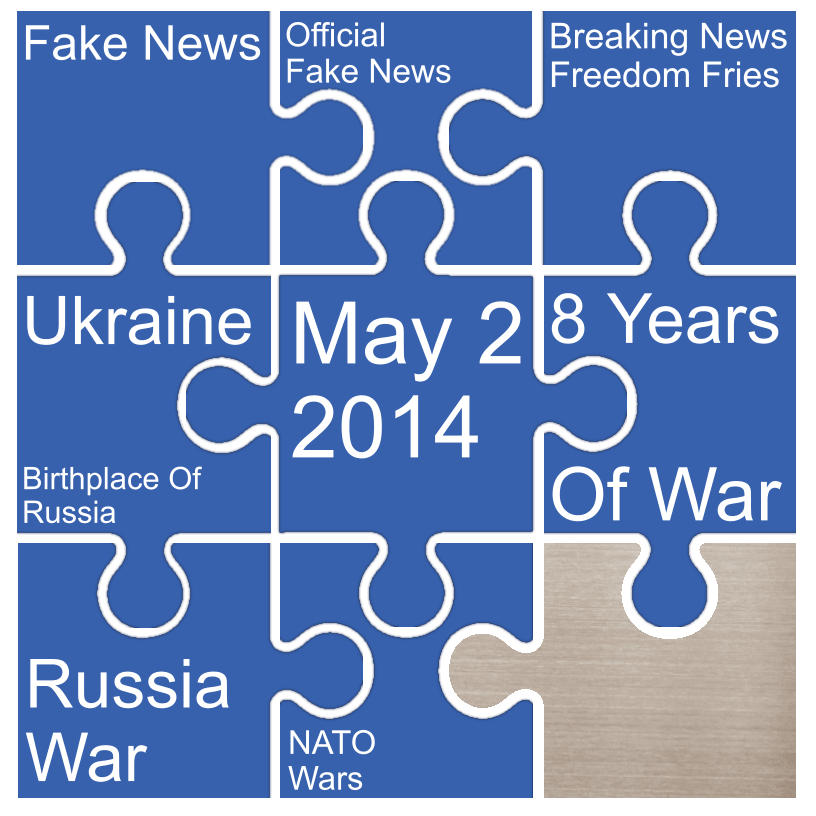 Fake News
Official
Fake News
Breaking News
Freedom Fries
Ukraine
Birthplace Of
Russia
May 2
2014
8 Years
Of War
Russia
War
NATO
Wars